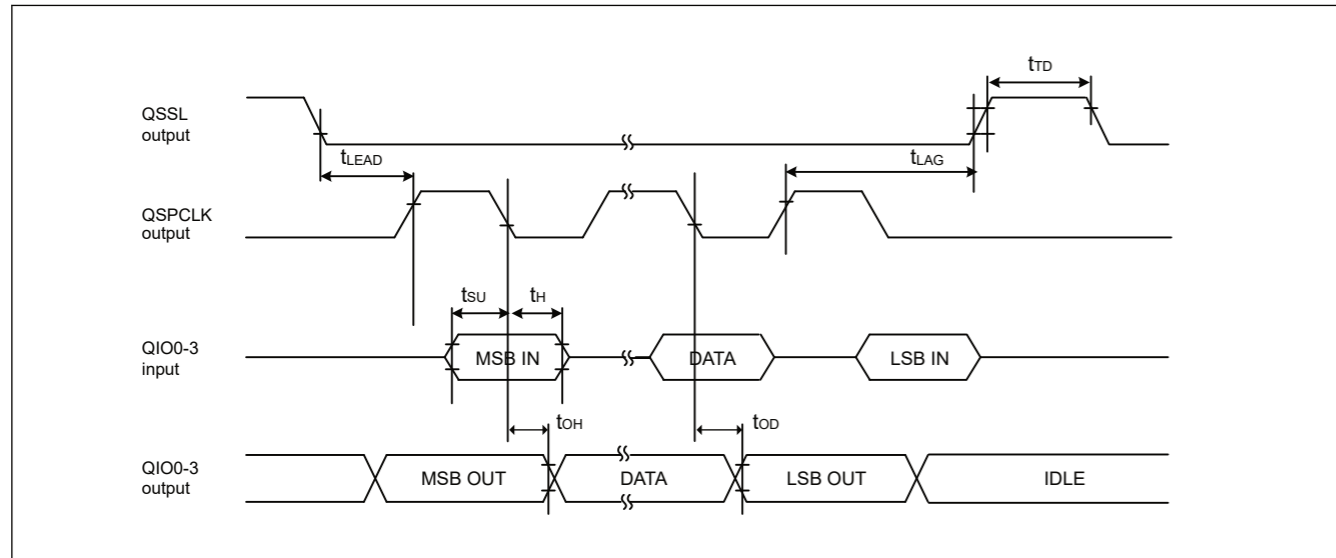 tTD
QSSL
output
tLEAD
tLAG
QSPCLK
output
tSU
tH
QIO0-3
input
MSB IN
DATA
LSB IN
tOH
tOD
QIO0-3
output
MSB OUT
DATA
LSB OUT
IDLE